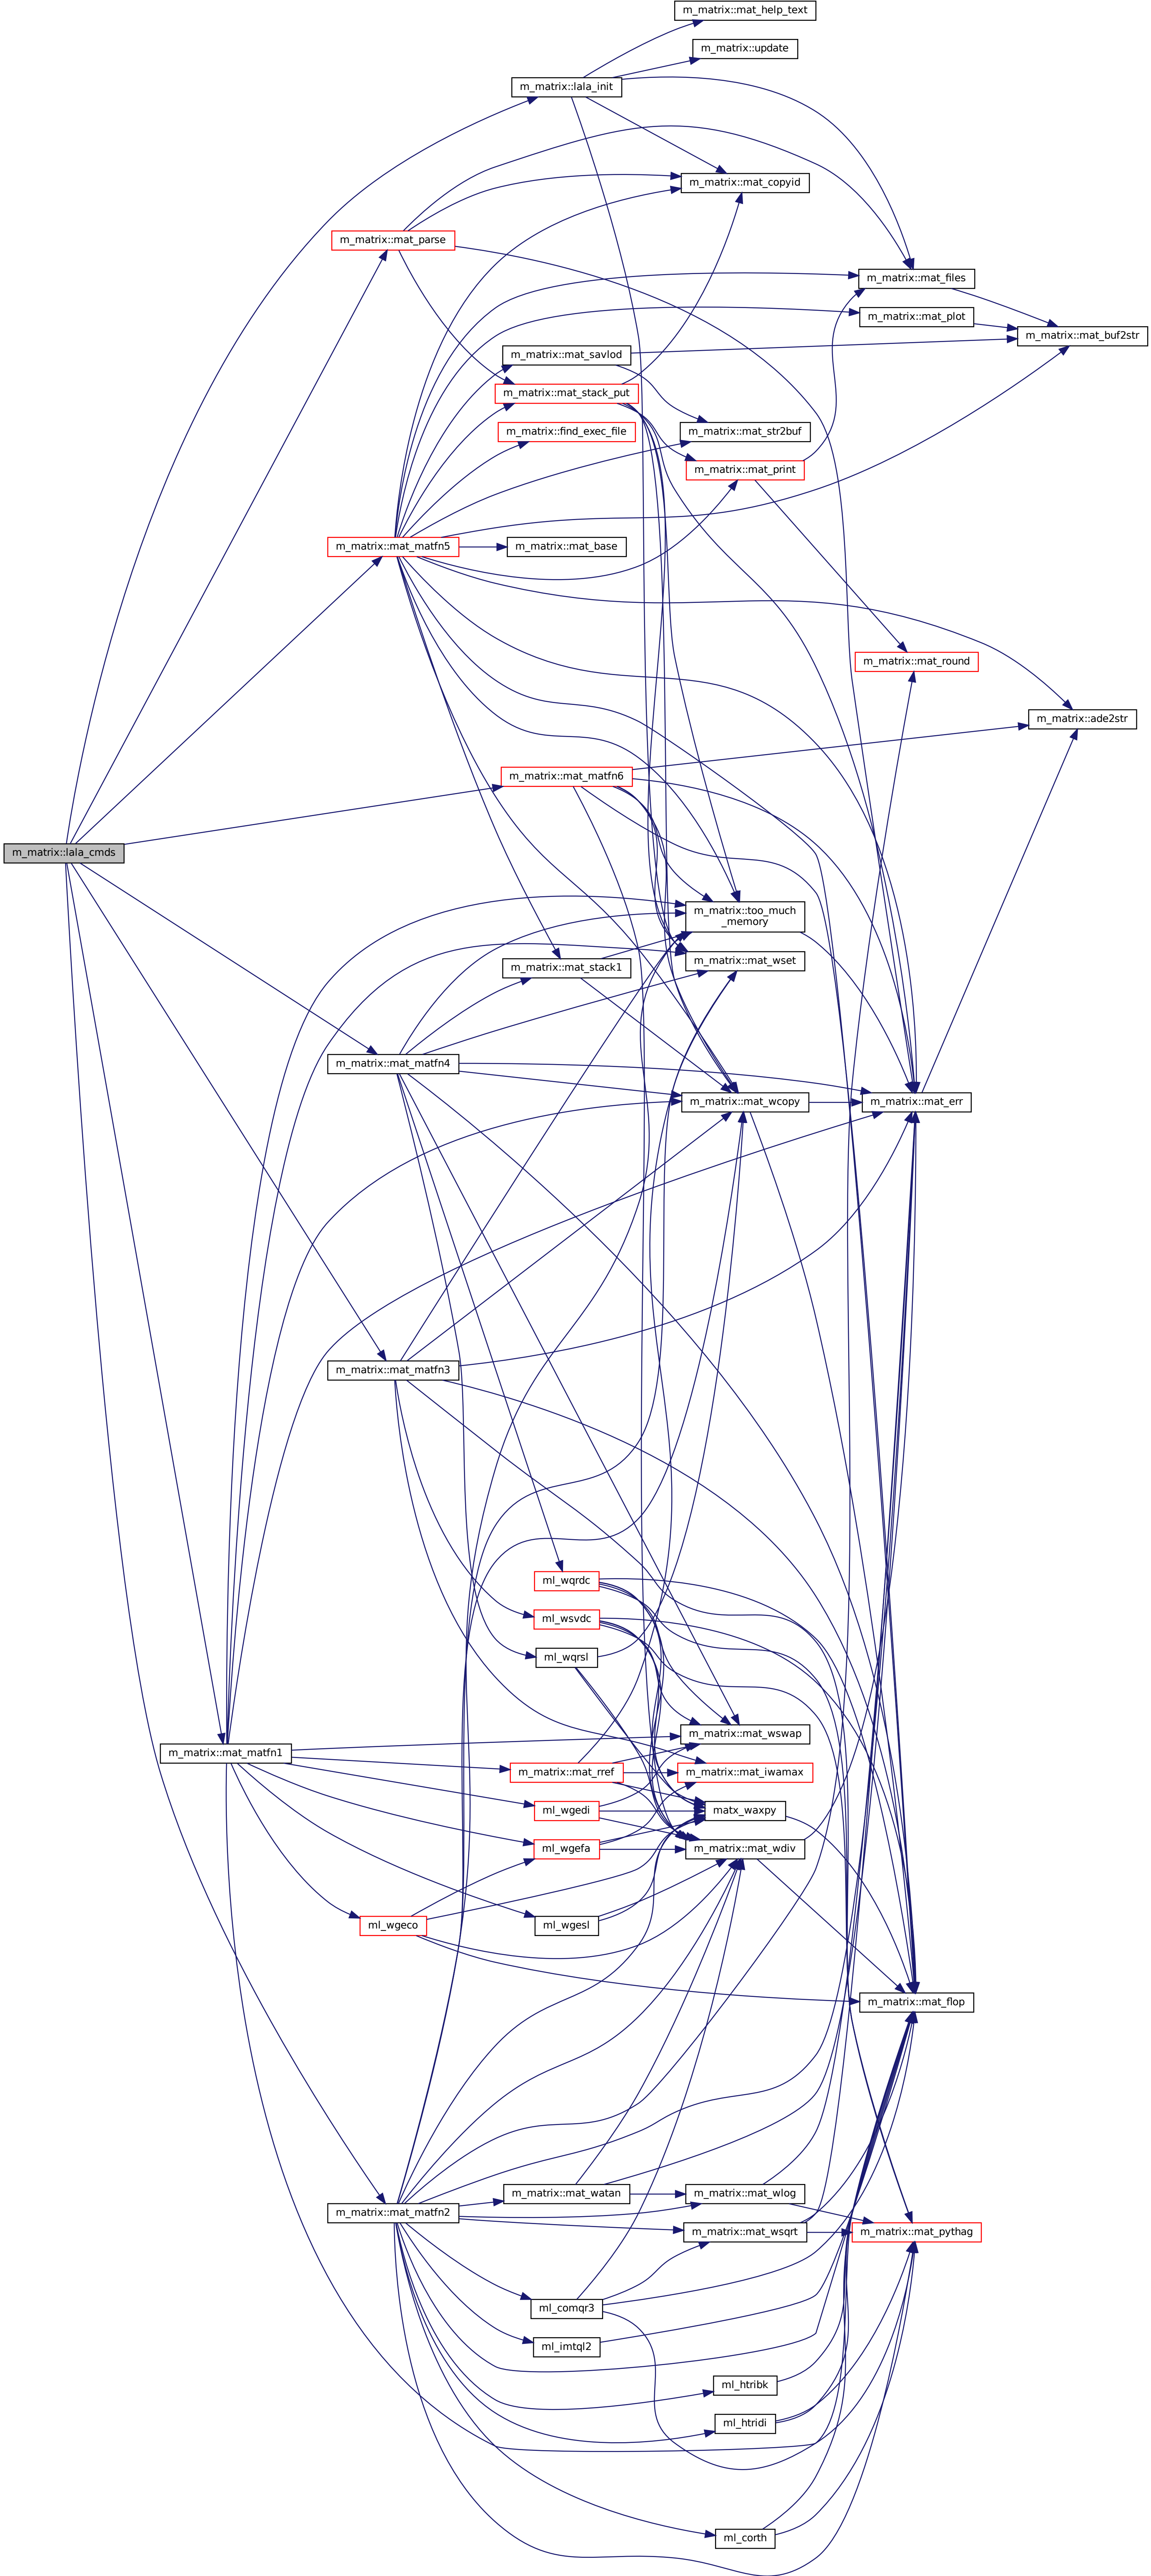 m_matrix::mat_help_text
m_matrix::update
m_matrix::lala_init
m_matrix::mat_copyid
m_matrix::mat_parse
m_matrix::mat_files
m_matrix::mat_plot
m_matrix::mat_buf2str
m_matrix::mat_savlod
m_matrix::mat_stack_put
m_matrix::find_exec_file
m_matrix::mat_str2buf
m_matrix::mat_print
m_matrix::mat_matfn5
m_matrix::mat_base
m_matrix::mat_round
m_matrix::ade2str
m_matrix::mat_matfn6
m_matrix::lala_cmds
m_matrix::too_much
_memory
m_matrix::mat_stack1
m_matrix::mat_wset
m_matrix::mat_matfn4
m_matrix::mat_wcopy
m_matrix::mat_err
m_matrix::mat_matfn3
ml_wqrdc
ml_wsvdc
ml_wqrsl
m_matrix::mat_wswap
m_matrix::mat_matfn1
m_matrix::mat_rref
m_matrix::mat_iwamax
ml_wgedi
matx_waxpy
ml_wgefa
m_matrix::mat_wdiv
ml_wgeco
ml_wgesl
m_matrix::mat_flop
m_matrix::mat_watan
m_matrix::mat_wlog
m_matrix::mat_matfn2
m_matrix::mat_wsqrt
m_matrix::mat_pythag
ml_comqr3
ml_imtql2
ml_htribk
ml_htridi
ml_corth